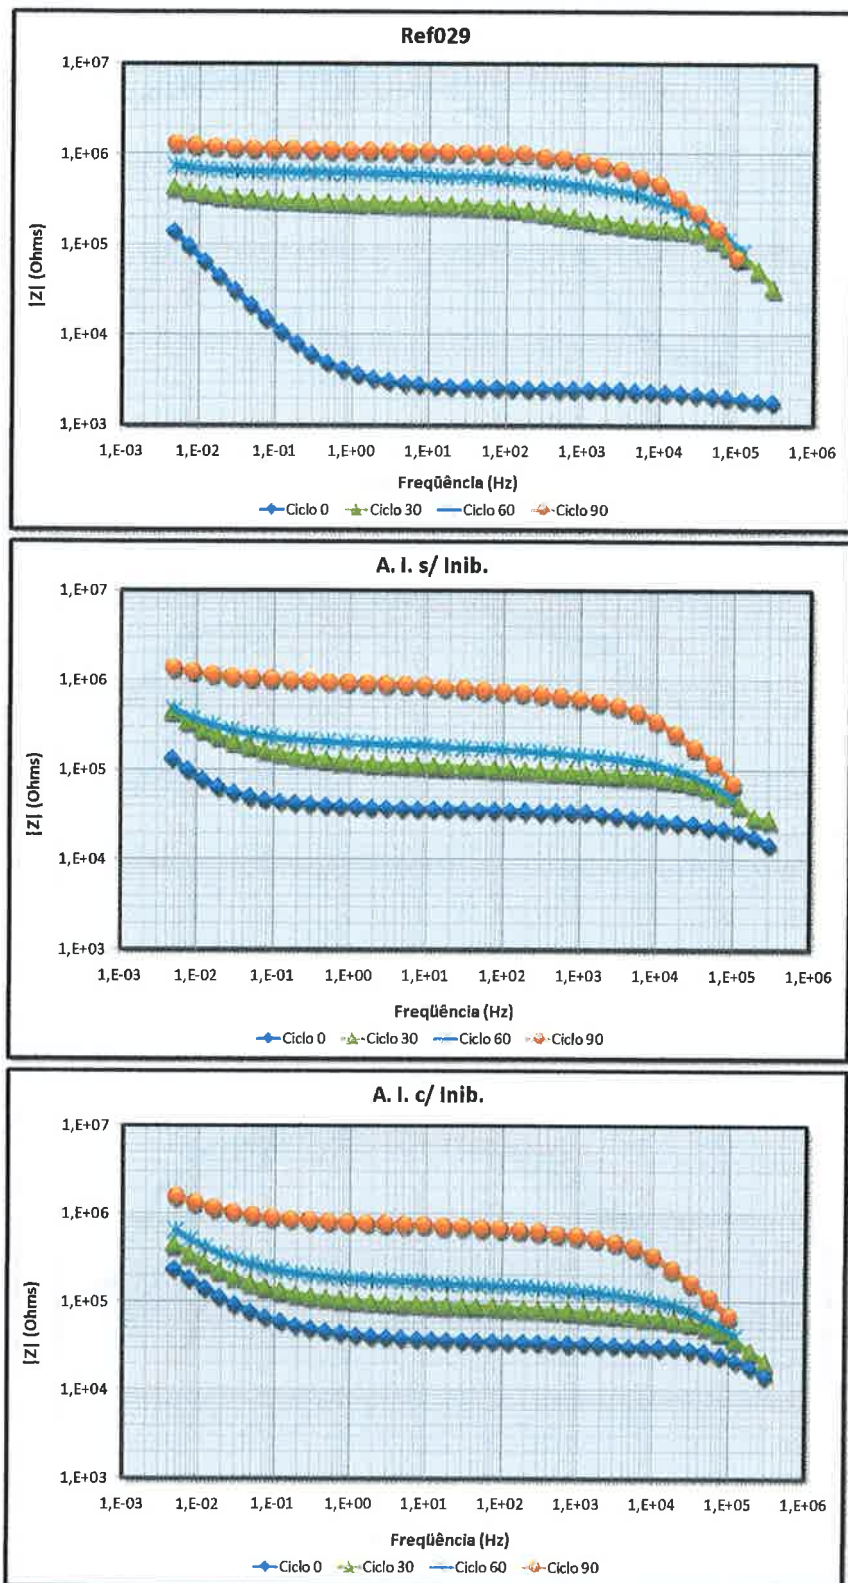 Ref029
1,E+07
1,E+06
1,E+05
1,E+04
1,E+03
|Z| (Ohms)
1,E-03 1,E-02 1,E-01 1,E+00 1,E+01 1,E+02 1,E+03 1,E+04 1,E+05 1,E+06
Freqüência (Hz)
Ciclo 0 Ciclo 30 Ciclo 60 Ciclo 90
A. I. s/ Inib.
1,E+07
1,E+06
1,E+05
1,E+04
1,E+03
|Z| (Ohms)
1,E-03 1,E-02 1,E-01 1,E+00 1,E+01 1,E+02 1,E+03 1,E+04 1,E+05 1,E+06
Freqüência (Hz)
Ciclo 0 Ciclo 30 Ciclo 60 Ciclo 90
A. I. c/ Inib.
1,E+07
1,E+06
1,E+05
1,E+04
1,E+03
|Z| (Ohms)
1,E-03 1,E-02 1,E-01 1,E+00 1,E+01 1,E+02 1,E+03 1,E+04 1,E+05 1,E+06
Freqüência (Hz)
Ciclo 0 Ciclo 30 Ciclo 60 Ciclo 90